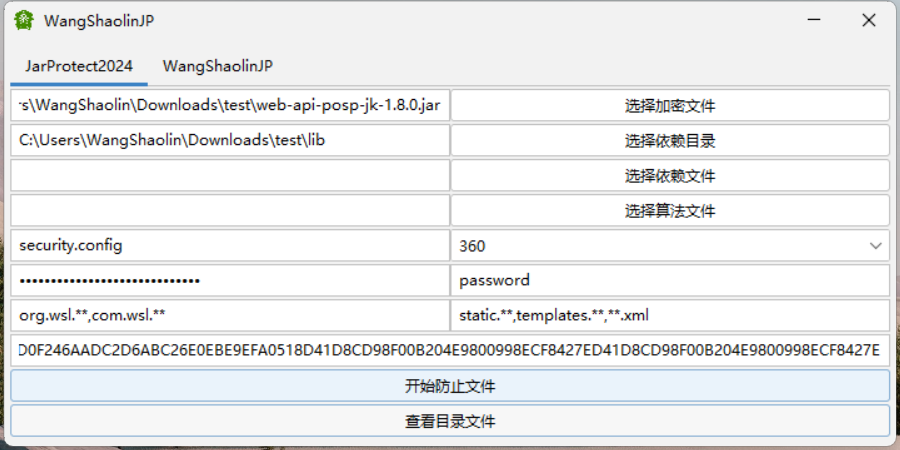 WangShaolinJP
JarProtect2024 WangShaolinJP
s\WangShaolin\Downloads\test\web-api-posp-jk-1.8.0.jar 选择加密文件
C:\Users\WangShaolin\Downloads\test\lib 选择依赖目录
选择依赖文件
选择算法文件
security.config 360
••••••••••••••••••••••••••••• password
org.wsl.**,com.wsl.** static.**,templates.**,**.xml
D0F246AADC2D6ABC26E0EBE9EFA0518D41D8CD98F00B204E9800998ECF8427ED41D8CD98F00B204E9800998ECF8427E
开始防止文件
查看目录文件